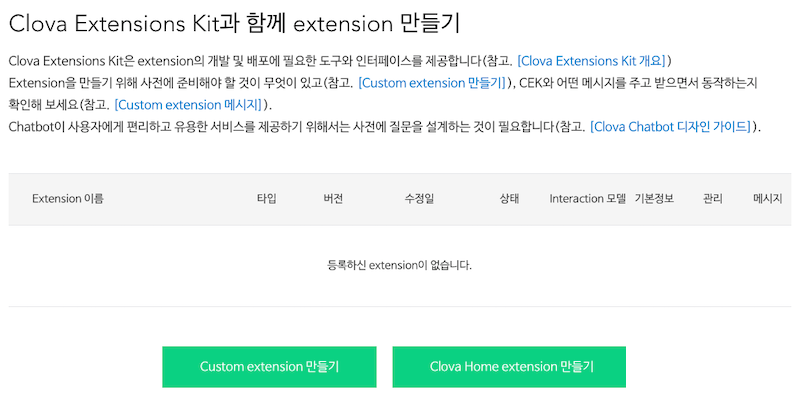 Clova Extensions Kit과 함께 extension 만들기
Clova Extensions Kit은 extension의 개발 및 배포에 필요한 도구와 인터페이스를 제공합니다(참고. [Clova Extensions Kit 개요])
Extension을 만들기 위해 사전에 준비해야 할 것이 무엇이 있고(참고. [Custom extension 만들기]), CEK와 어떤 메시지를 주고 받으면서 동작하는지
확인해 보세요(참고. [Custom extension 메시지]).
Chatbot이 사용자에게 편리하고 유용한 서비스를 제공하기 위해서는 사전에 질문을 설계하는 것이 필요합니다(참고. [Clova Chatbot 디자인 가이드]).
Extension 이름 타입 버전 수정일 상태 Interaction 모델 기본정보 관리 메시지
등록하신 extension이 없습니다.
Custom extension 만들기 Clova Home extension 만들기